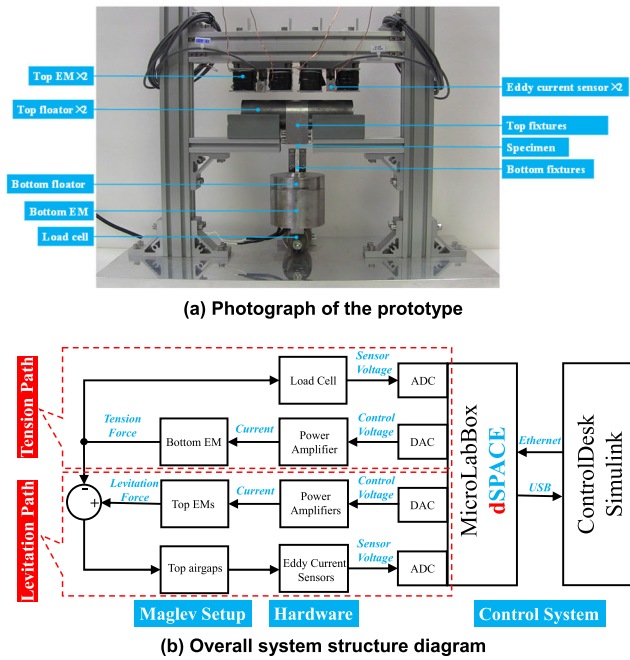 Top EM ×2
Eddy current sensor ×2
Top floator ×2
Top fixtures
Specimen
Bottom fixtures
Bottom floator
Bottom EM
Load cell
(a) Photograph of the prototype
Tension Path
Sensor
Voltage
Load Cell
ADC
Tension
Force
Bottom EM
Current
Power
Amplifier
Control
Voltage
DAC
Levitation Path
-
+
Levitation
Force
Top EMs
Current
Power
Amplifiers
Control
Voltage
DAC
Top airgaps
Eddy Current
Sensors
Sensor
Voltage
ADC
MicroLabBox
dSPACE
Ethernet
USB
ControlDesk
Simulink
Maglev Setup
Hardware
Control System
(b) Overall system structure diagram